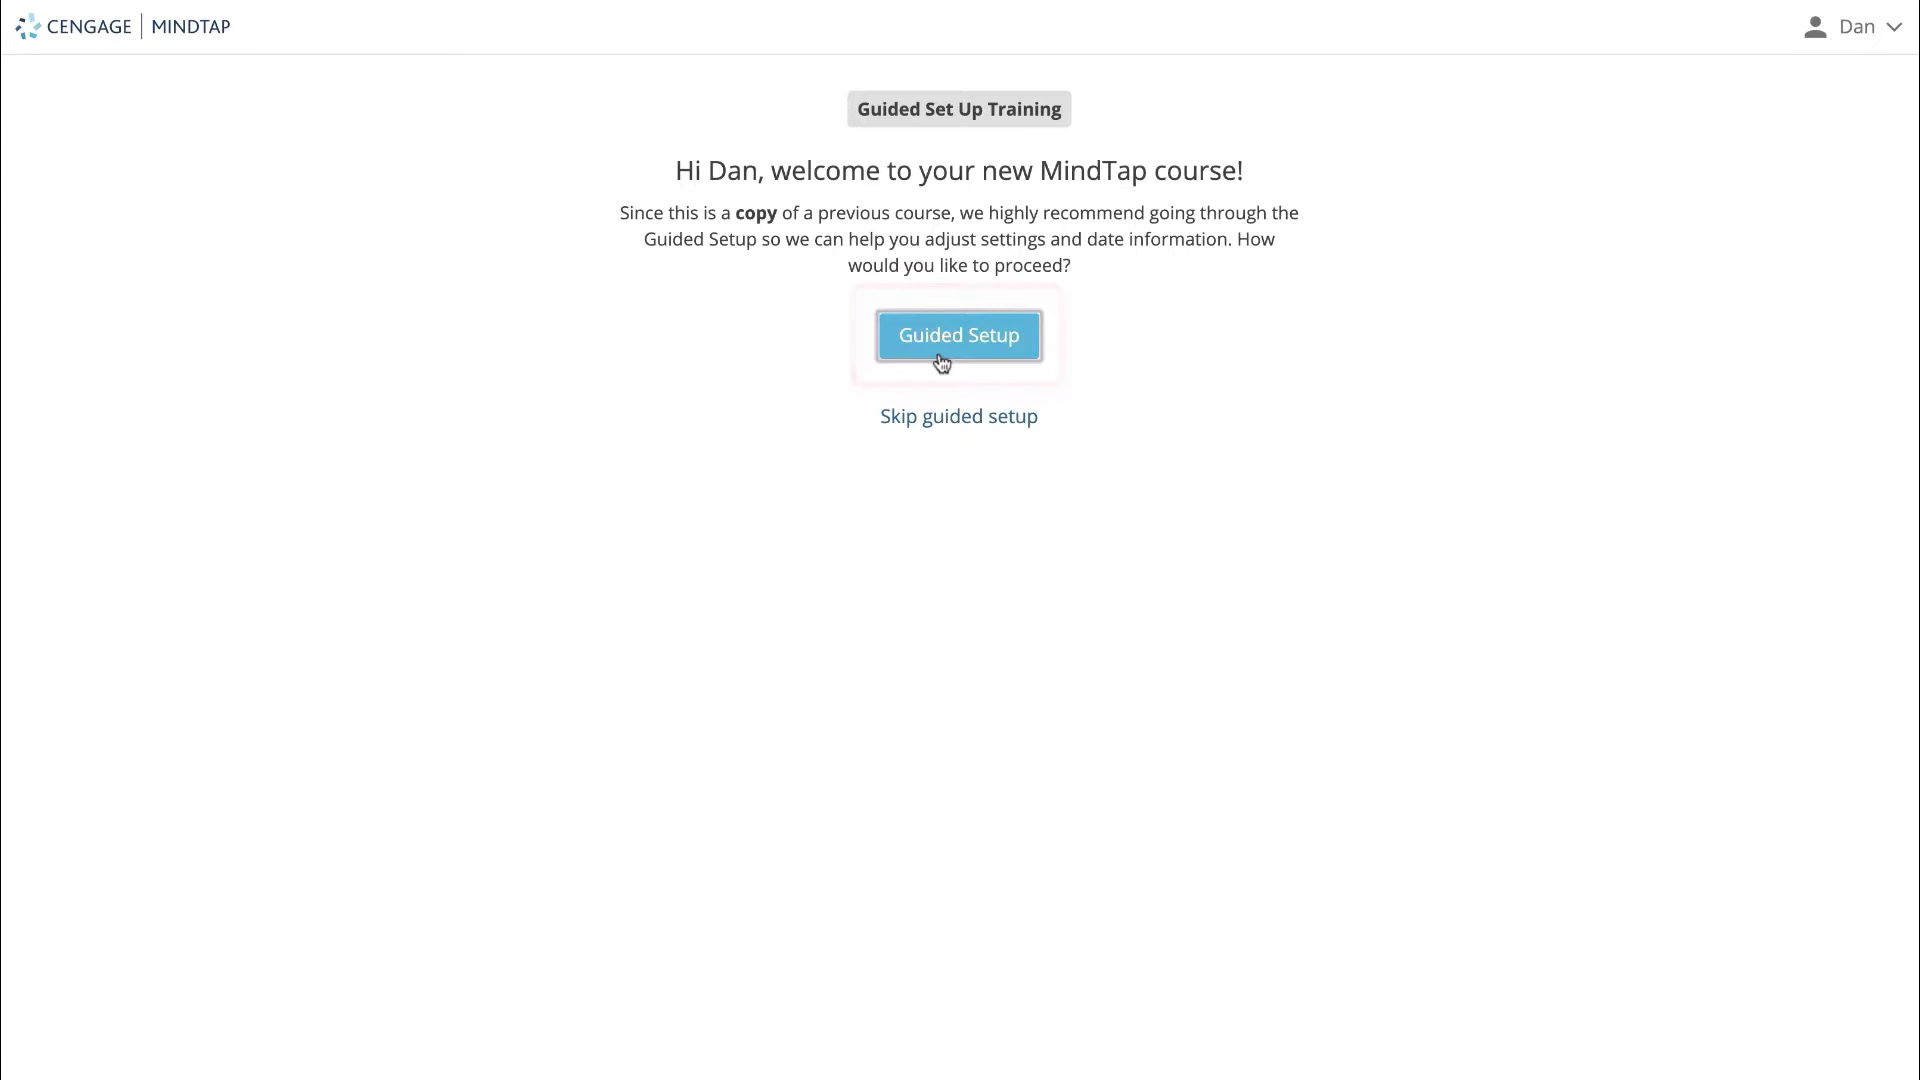 CENGAGE | MINDTAP
Dan
Guided Set Up Training
Hi Dan, welcome to your new MindTap course!
Since this is a copy of a previous course, we highly recommend going through the
Guided Setup so we can help you adjust settings and date information. How
would you like to proceed?
Guided Setup
Skip guided setup